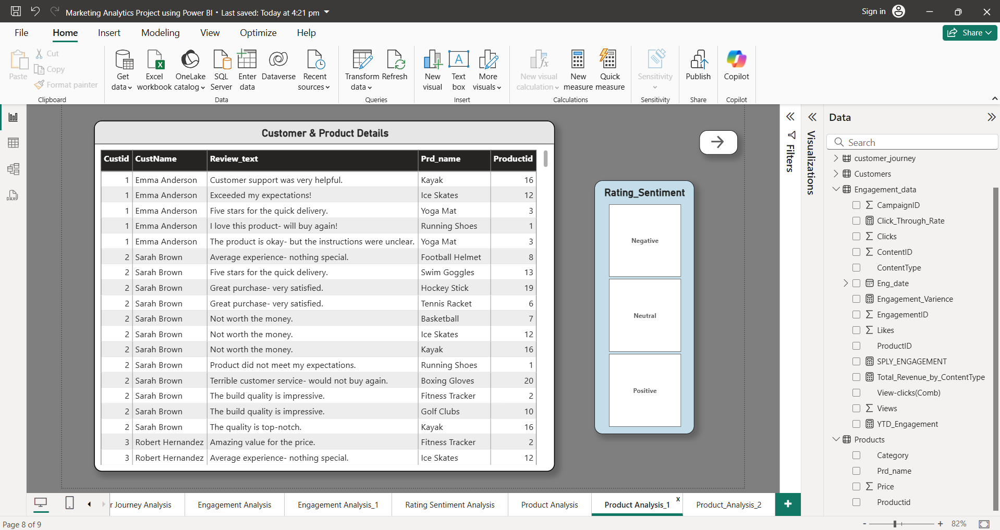 Marketing Analytics Project using Power BI • Last saved: Today at 4:21 pm
Sign in
File Home Insert Modeling View Optimize Help
Share
Paste
Cut
Copy
Format painter
Clipboard
Get data
Excel workbook
OneLake catalog
SQL Server
Enter data
Dataverse
Recent sources
Data
Transform data
Refresh
Queries
New visual
Text box
More visuals
Insert
New visual calculation
New measure
Quick measure
Calculations
Sensitivity
Sensitivity
Publish
Share
Copilot
Copilot
Customer & Product Details
Custid CustName Review_text Prd_name Productid
1 Emma Anderson Customer support was very helpful. Kayak 16
1 Emma Anderson Exceeded my expectations! Ice Skates 12
1 Emma Anderson Five stars for the quick delivery. Yoga Mat 3
1 Emma Anderson I love this product- will buy again! Running Shoes 1
1 Emma Anderson The product is okay- but the instructions were unclear. Yoga Mat 3
2 Sarah Brown Average experience- nothing special. Football Helmet 8
2 Sarah Brown Five stars for the quick delivery. Swim Goggles 13
2 Sarah Brown Great purchase- very satisfied. Hockey Stick 19
2 Sarah Brown Great purchase- very satisfied. Tennis Racket 6
2 Sarah Brown Not worth the money. Basketball 7
2 Sarah Brown Not worth the money. Ice Skates 12
2 Sarah Brown Not worth the money. Kayak 16
2 Sarah Brown Product did not meet my expectations. Running Shoes 1
2 Sarah Brown Terrible customer service- would not buy again. Boxing Gloves 20
2 Sarah Brown The build quality is impressive. Fitness Tracker 2
2 Sarah Brown The build quality is impressive. Golf Clubs 10
2 Sarah Brown The quality is top-notch. Kayak 16
3 Robert Hernandez Amazing value for the price. Fitness Tracker 2
3 Robert Hernandez Average experience- nothing special. Ice Skates 12
Rating_Sentiment
Negative
Neutral
Positive
Filters
Visualizations
Data
Search
customer_journey
Customers
Engagement_data
CampaignID
Click_Through_Rate
Clicks
ContentID
ContentType
Eng_date
Engagement_Varience
EngagementID
Likes
ProductID
SPLY_ENGAGEMENT
Total_Revenue_by_ContentType
View-clicks(Comb)
Views
YTD_Engagement
Products
Category
Prd_name
Price
Productid
r Journey Analysis Engagement Analysis Engagement Analysis_1 Rating Sentiment Analysis Product Analysis Product Analysis_1 x Product_Analysis_2 +
Page 8 of 9
- + 82%